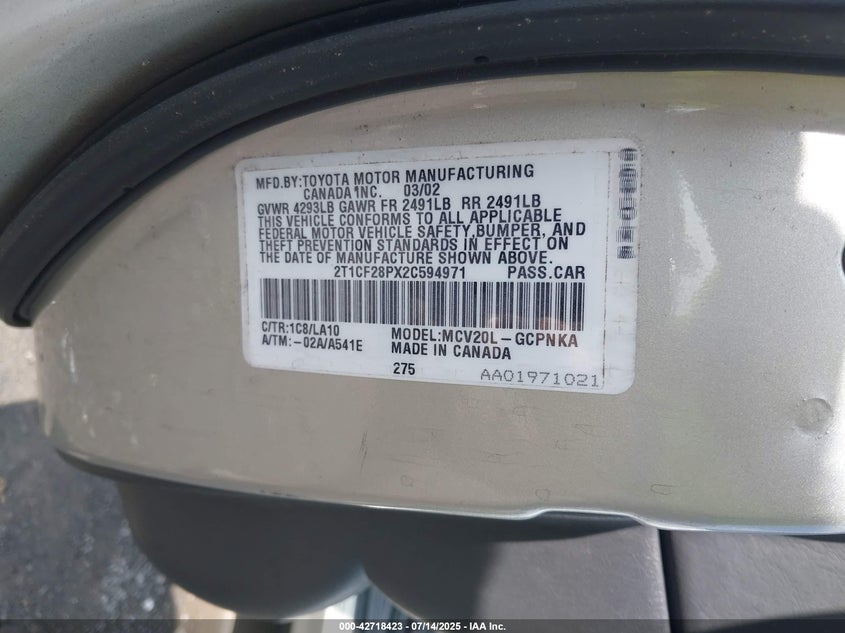 MFD.BY:TOYOTA MOTOR MANUFACTURING
CANADA INC. 03/02
GVWR 4293LB GAWR FR 2491LB RR 2491LB
THIS VEHICLE CONFORMS TO ALL APPLICABLE
FEDERAL MOTOR VEHICLE SAFETY,BUMPER, AND
THEFT PREVENTION STANDARDS IN EFFECT ON
THE DATE OF MANUFACTURE SHOWN ABOVE.
2T1CF28PX2C594971 PASS.CAR
C/TR:1C8/LA10 MODEL:MCV20L-GCPNKA
A/TM:-02A/A541E MADE IN CANADA
275 AA01971021
000-42718423 07/14/2025 IAA Inc.